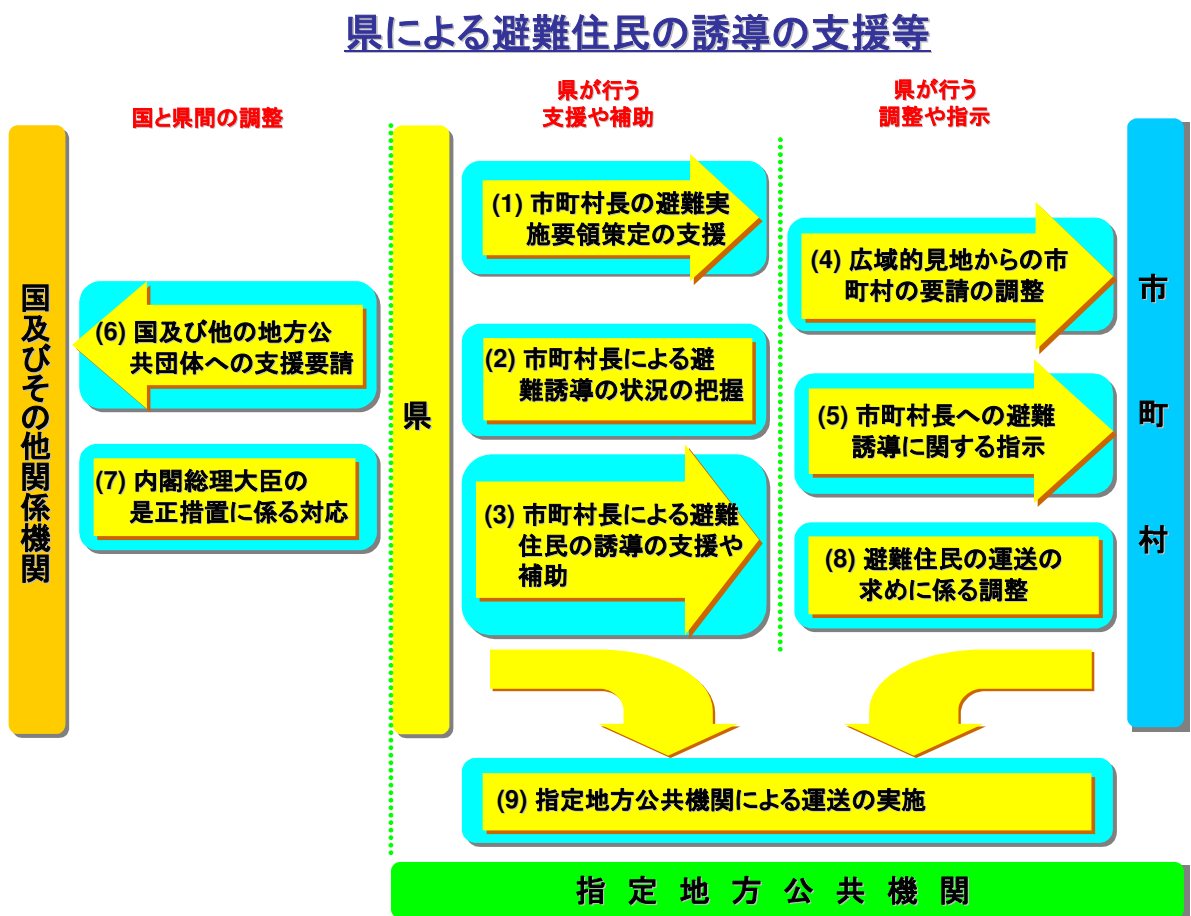 県による避難住民の誘導の支援等
国と県間の調整
県が行う
支援や補助
県が行う
調整や指示
国及びその他関係機関
県
市町村
(1) 市町村長の避難実
施要領策定の支援
(2) 市町村長による避
難誘導の状況の把握
(3) 市町村長による避難
住民の誘導の支援や
補助
(4) 広域的見地からの市
町村の要請の調整
(5) 市町村長への避難
誘導に関する指示
(6) 国及び他の地方公
共団体への支援要請
(7) 内閣総理大臣の
是正措置に係る対応
(8) 避難住民の運送の
求めに係る調整
(9) 指定地方公共機関による運送の実施
指定地方公共機関